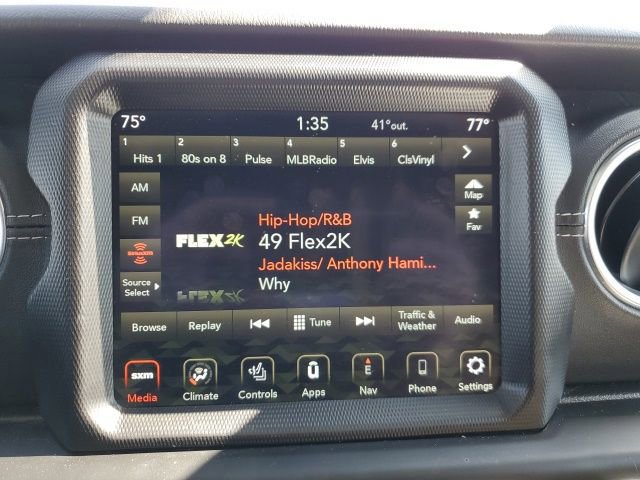 75° 1:35 41°out. 77°
1 Hits 1 2 80s on 8 3 Pulse 4 MLBRadio 5 Elvis 6 ClsVinyl >
AM
Map
FM
Fav
Hip-Hop/R&B
FLEX2K 49 Flex2K
SiriusXM
Jadakiss/ Anthony Hami...
Source
Select
Why
Browse Replay Tune Traffic &
Weather Audio
sxm E
Media Climate Controls Apps Nav Phone Settings